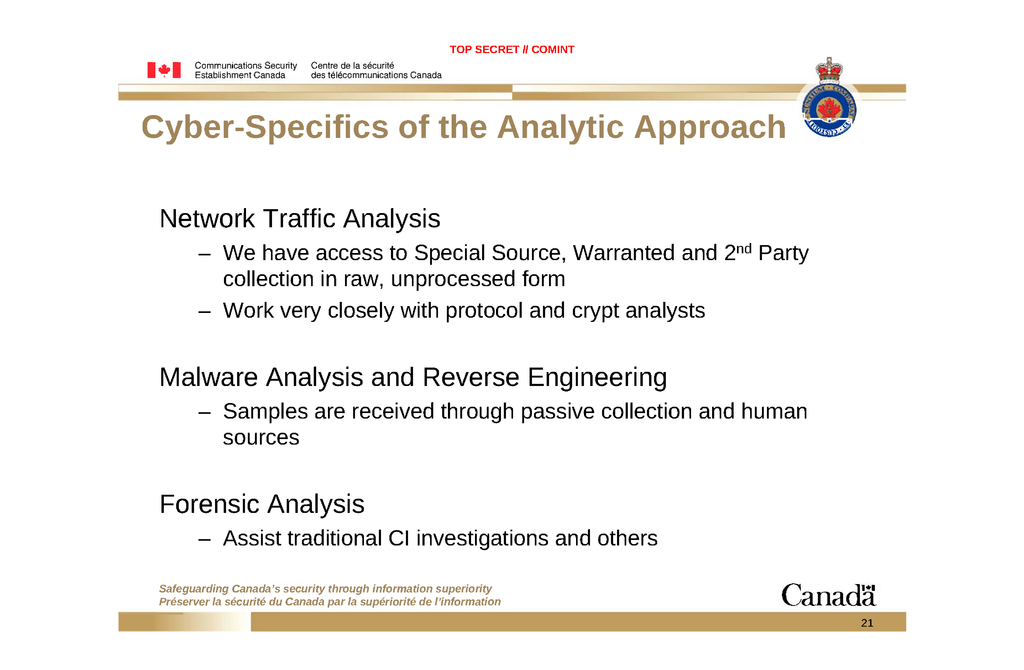 TOP SECRET // COMINT
Communications Security
Establishment Canada
Centre de la sécurité
des télécommunications Canada
Cyber-Specifics of the Analytic Approach
Network Traffic Analysis
– We have access to Special Source, Warranted and 2nd Party
collection in raw, unprocessed form
– Work very closely with protocol and crypt analysts
Malware Analysis and Reverse Engineering
– Samples are received through passive collection and human
sources
Forensic Analysis
– Assist traditional CI investigations and others
Safeguarding Canada's security through information superiority
Préserver la sécurité du Canada par la supériorité de l'information
Canada
21